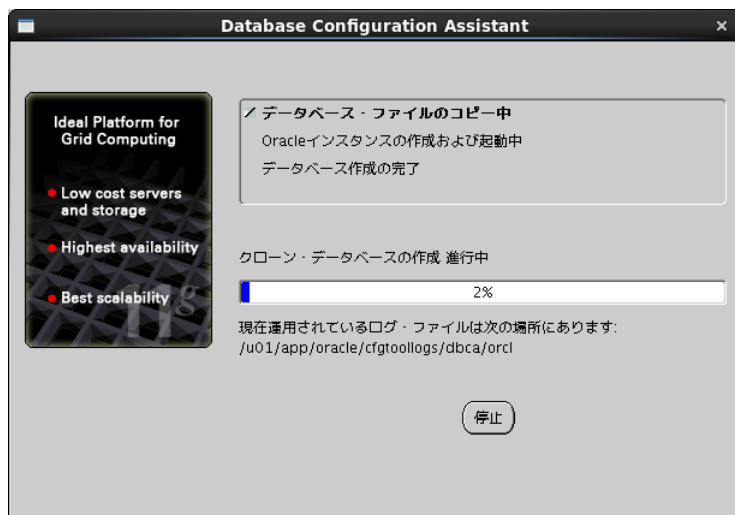 Database Configuration Assistant
Ideal Platform for
Grid Computing
Low cost servers
and storage
Highest availability
Best scalability
11g
データベース・ファイルのコピー中
Oracleインスタンスの作成および起動中
データベース作成の完了
クローン・データベースの作成 進行中
2%
現在運用されているログ・ファイルは次の場所にあります:
/u01/app/oracle/cfgtoollogs/dbca/orcl
停止